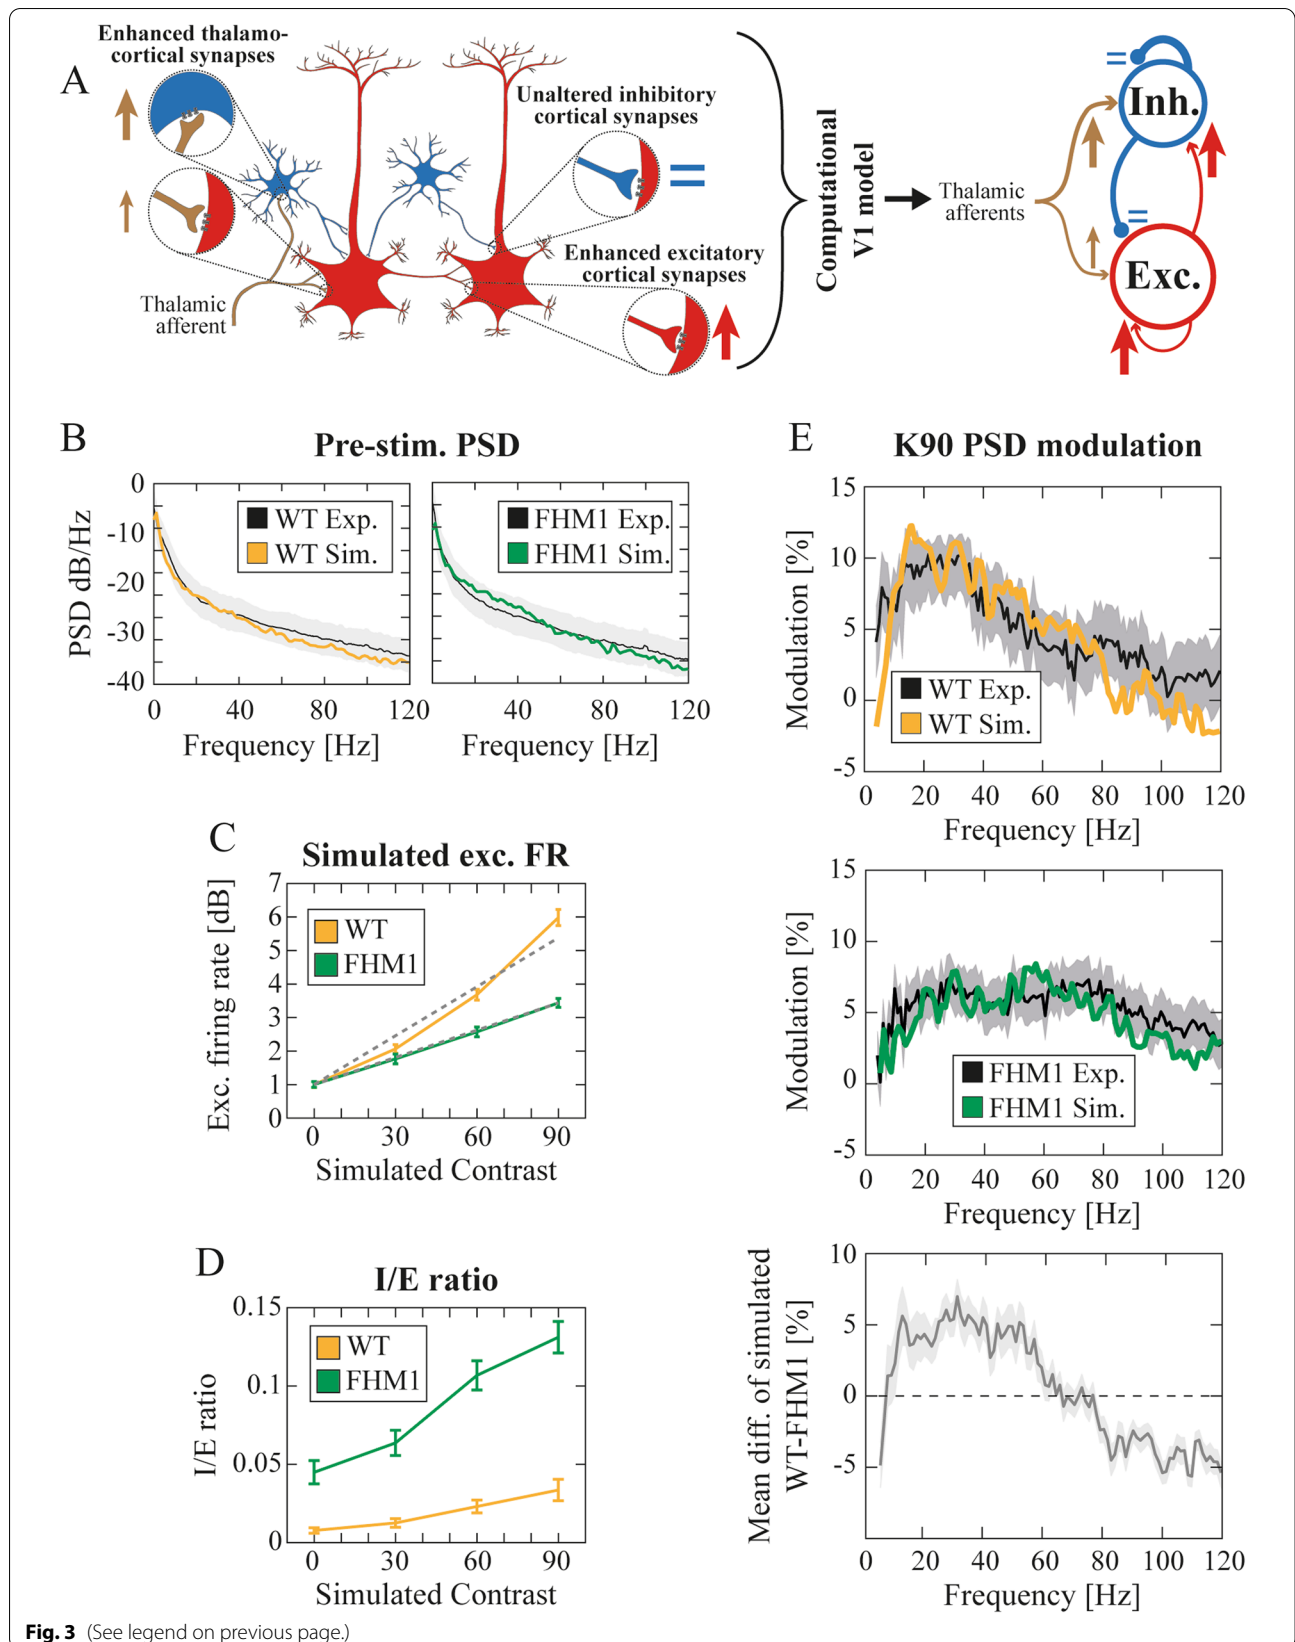 A
Enhanced thalamo-
cortical synapses
Unaltered inhibitory
cortical synapses
=
Enhanced excitatory
cortical synapses
Thalamic
afferent
Computational
V1 model
Thalamic
afferents
=
Inh.
=
Exc.
B
Pre-stim. PSD
PSD dB/Hz
0
-10
-20
-30
-40
WT Exp.
WT Sim.
0 40 80 120
Frequency [Hz]
FHM1 Exp.
FHM1 Sim.
40 80 120
Frequency [Hz]
C
Simulated exc. FR
Exc. firing rate [dB]
7
6
5
4
3
2
1
0
WT
FHM1
0 30 60 90
Simulated Contrast
D
I/E ratio
I/E ratio
0.15
0.1
0.05
0
WT
FHM1
0 30 60 90
Simulated Contrast
E
K90 PSD modulation
Modulation [%]
15
10
5
0
-5
WT Exp.
WT Sim.
0 20 40 60 80 100 120
Frequency [Hz]
Modulation [%]
15
10
5
0
-5
FHM1 Exp.
FHM1 Sim.
0 20 40 60 80 100 120
Frequency [Hz]
Mean diff. of simulated
WT-FHM1 [%]
10
5
0
-5
0 20 40 60 80 100 120
Frequency [Hz]
Fig. 3 (See legend on previous page.)